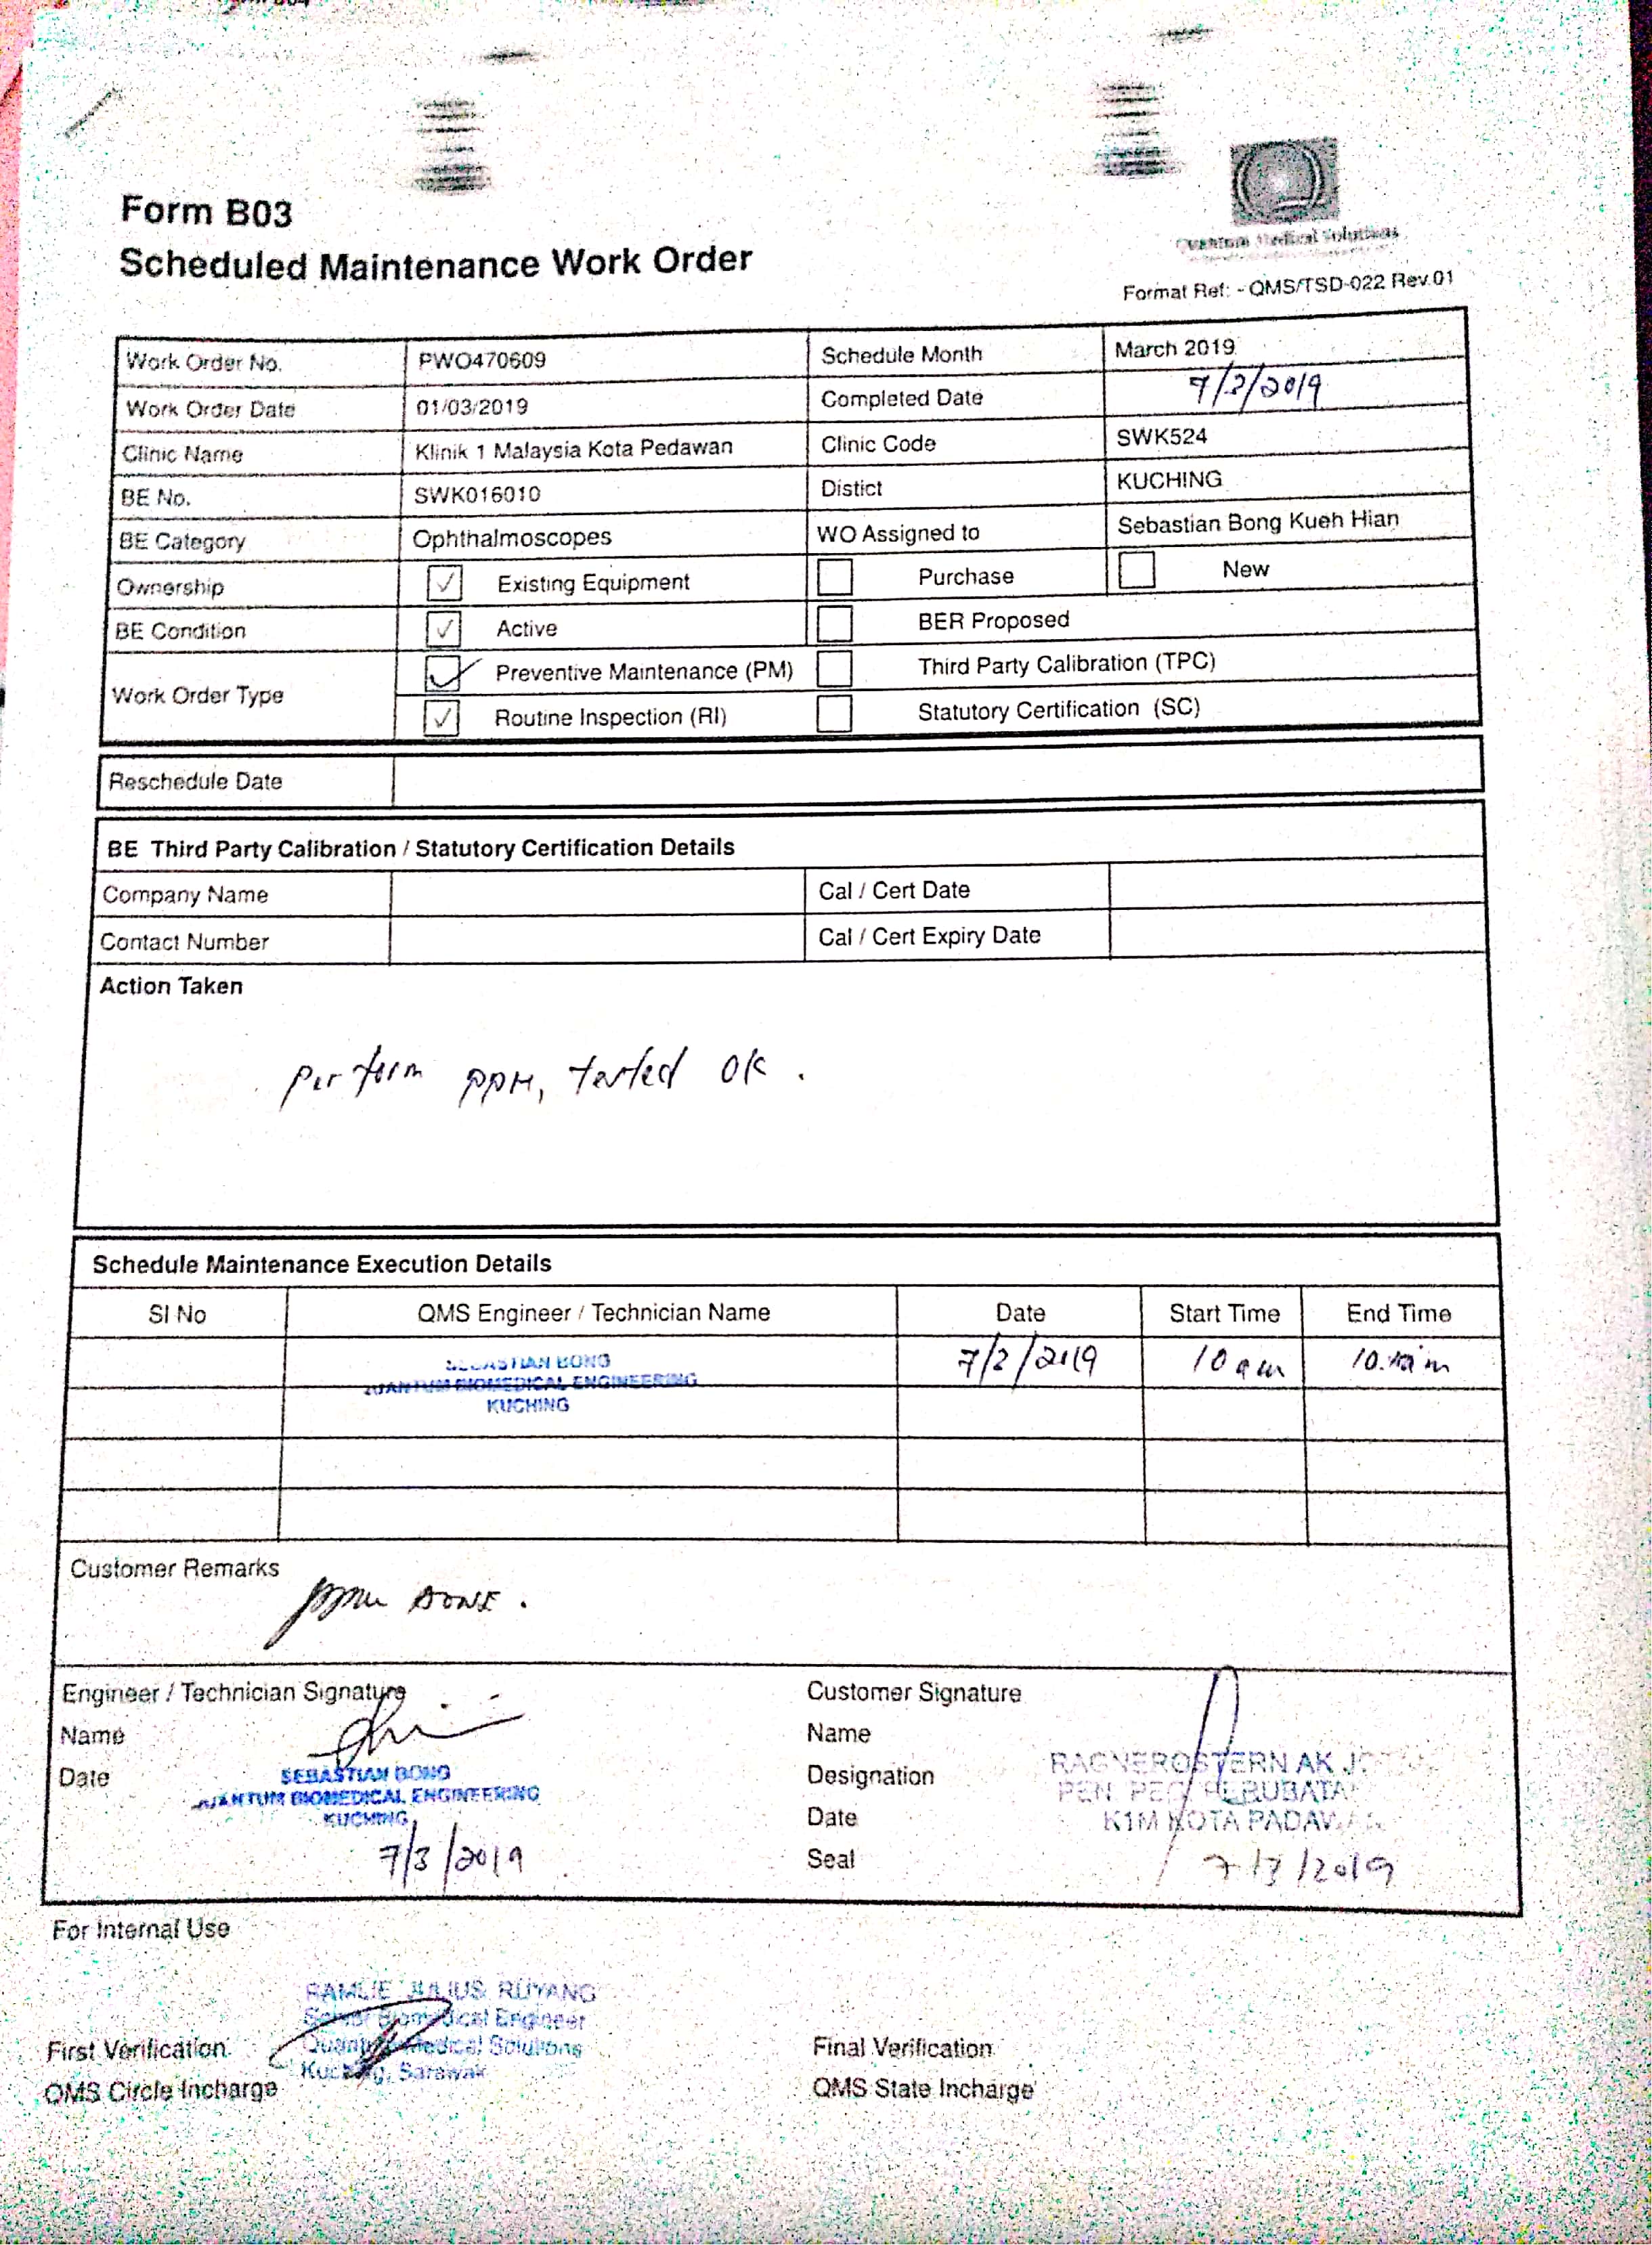 Form B03
Scheduled Maintenance Work Order
Quantum Medical Solutions
Format Ref: - QMS/TSD-022 Rev.01
Work Order No. PWO470609 Schedule Month March 2019
Work Order Date 01/03/2019 Completed Date 7/3/2019
Clinic Name Klinik 1 Malaysia Kota Pedawan Clinic Code SWK524
BE No. SWK016010 Distict KUCHING
BE Category Ophthalmoscopes WO Assigned to Sebastian Bong Kueh Hian
Ownership ✓ Existing Equipment Purchase New
BE Condition ✓ Active BER Proposed
Work Order Type ✓ Preventive Maintenance (PM) Third Party Calibration (TPC)
✓ Routine Inspection (RI) Statutory Certification (SC)
Reschedule Date
BE Third Party Calibration / Statutory Certification Details
Company Name Cal / Cert Date
Contact Number Cal / Cert Expiry Date
Action Taken
Perform PPM, tested OK.
Schedule Maintenance Execution Details
SI No QMS Engineer / Technician Name Date Start Time End Time
SEBASTIAN BONG 7/2/2019 10 am
QUANTUM BIOMEDICAL ENGINEERING
KUCHING
Customer Remarks
PPM DONE.
Engineer / Technician Signature Customer Signature
Name Name
Date Designation
Date
Seal
SEBASTIAN BONG
QUANTUM BIOMEDICAL ENGINEERING
KUCHING
7/3/2019
RAGNEROSTERN AK
PEN. PEG. PERUBATAN
K1M KOTA PADAWAN
7/3/2019
For Internal Use
RAMLIE JULIUS RUYANG
Senior Biomedical Engineer
Quantum Medical Solutions
Kuching, Sarawak
First Verification Final Verification
QMS Circle Incharge QMS State Incharge